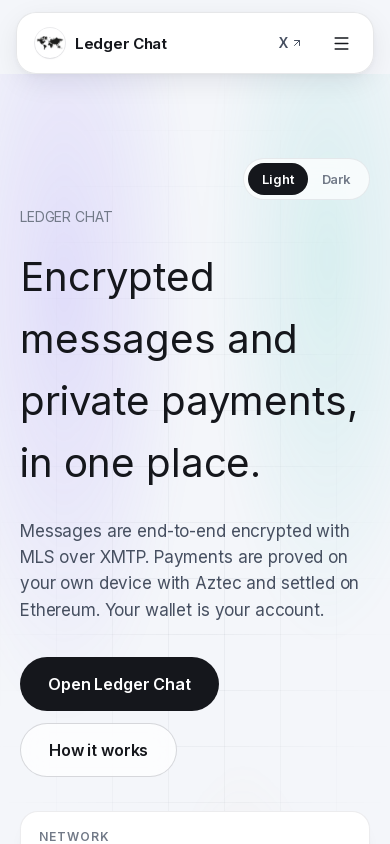 Ledger Chat
X ↗
Light Dark
LEDGER CHAT
Encrypted
messages and
private payments,
in one place.
Messages are end-to-end encrypted with
MLS over XMTP. Payments are proved on
your own device with Aztec and settled on
Ethereum. Your wallet is your account.
Open Ledger Chat
How it works
NETWORK